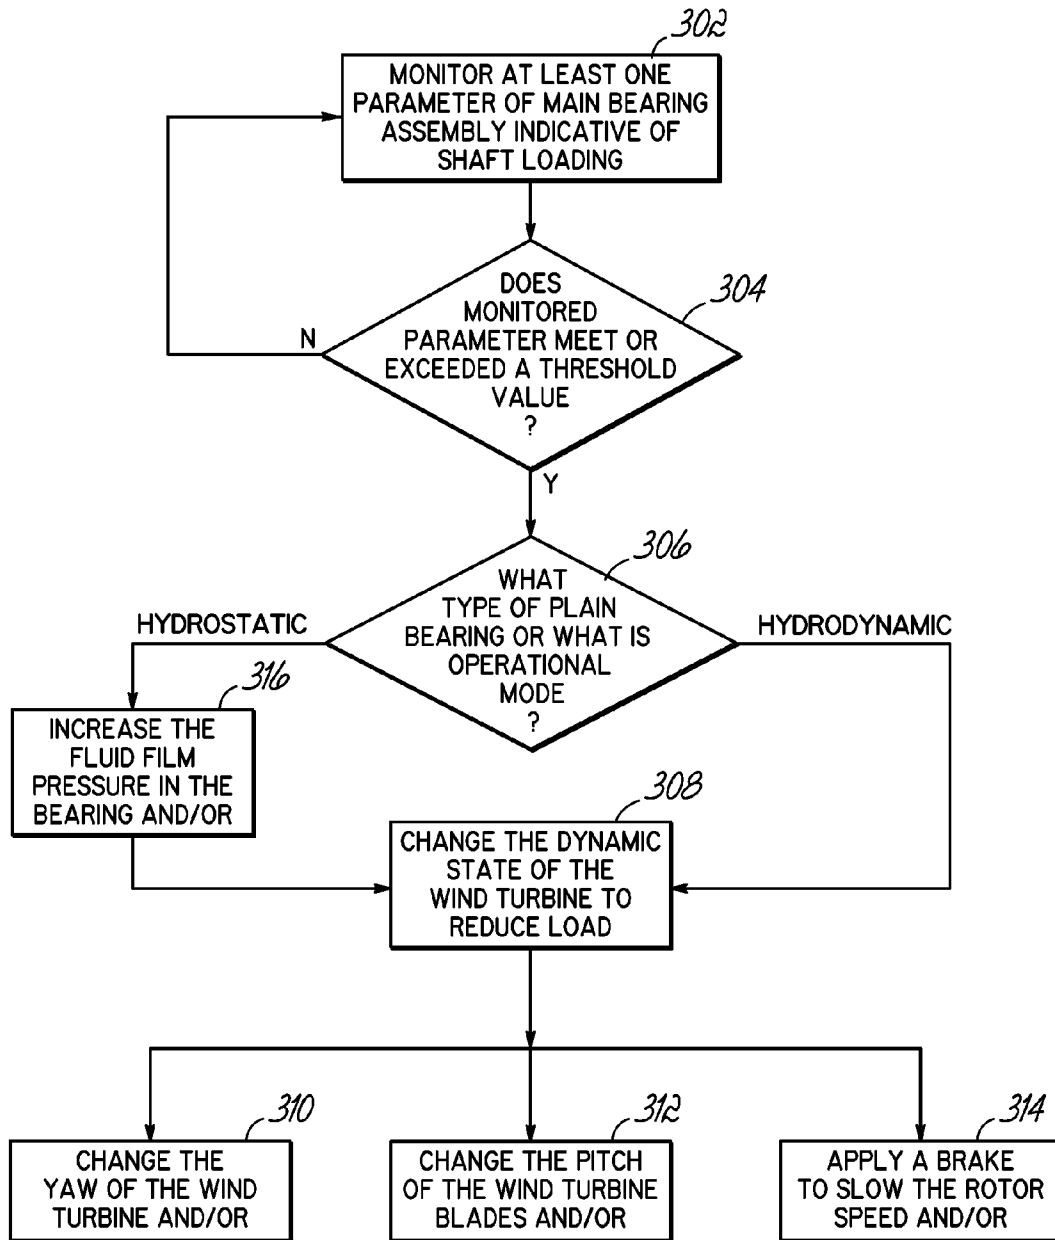 302
MONITOR AT LEAST ONE
PARAMETER OF MAIN BEARING
ASSEMBLY INDICATIVE OF
SHAFT LOADING
304
DOES
MONITORED
PARAMETER MEET OR
EXCEEDED A THRESHOLD
VALUE
?
N
Y
306
WHAT
TYPE OF PLAIN
BEARING OR WHAT IS
OPERATIONAL
MODE
?
HYDROSTATIC
HYDRODYNAMIC
316
INCREASE THE
FLUID FILM
PRESSURE IN THE
BEARING AND/OR
308
CHANGE THE DYNAMIC
STATE OF THE
WIND TURBINE TO
REDUCE LOAD
310
CHANGE THE
YAW OF THE WIND
TURBINE AND/OR
312
CHANGE THE PITCH
OF THE WIND TURBINE
BLADES AND/OR
314
APPLY A BRAKE
TO SLOW THE ROTOR
SPEED AND/OR